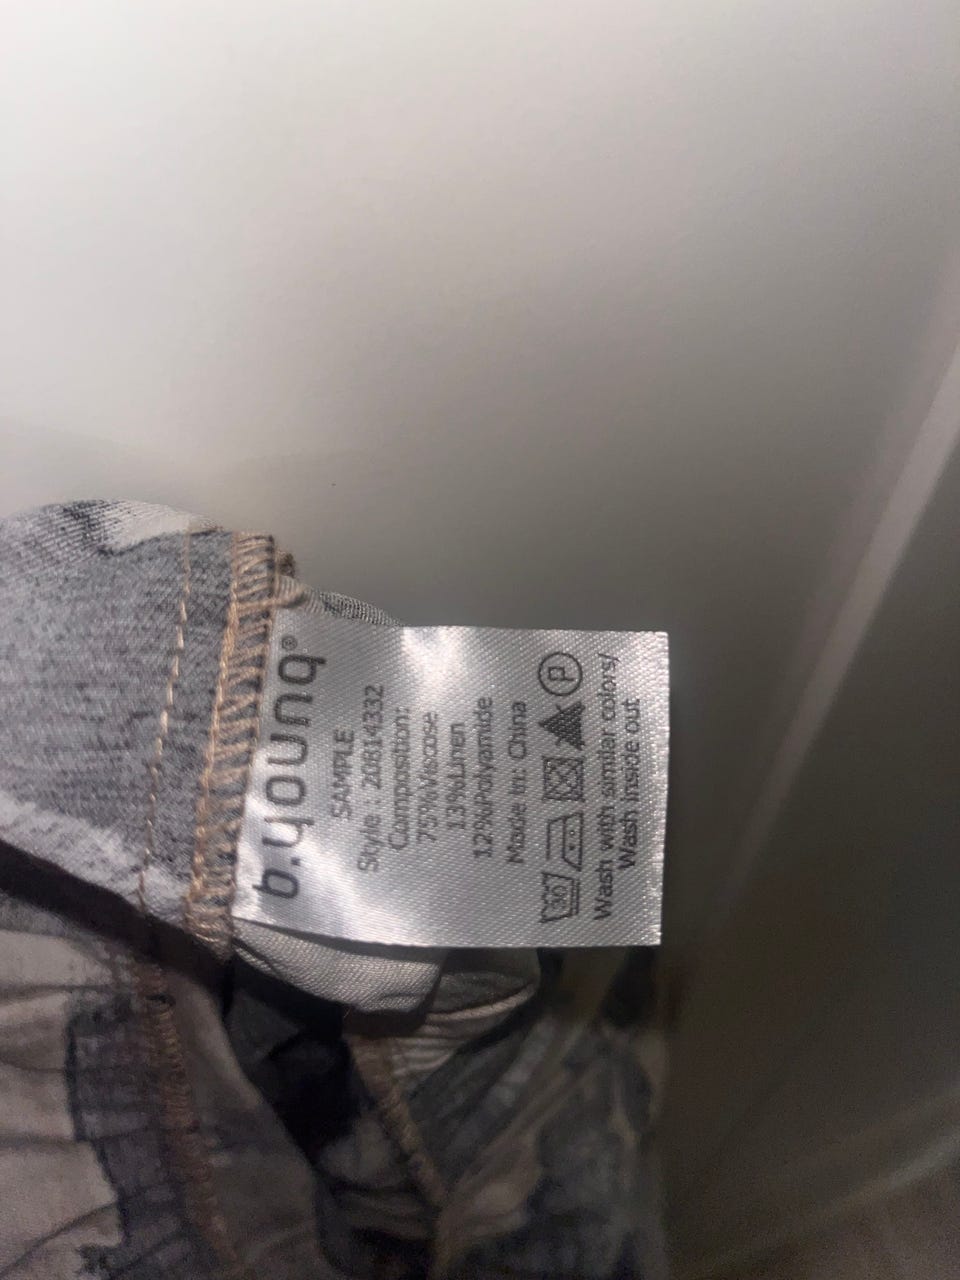 b.young®
SAMPLE
Style : 20814332
Composition:
75%Viscose
13%Linen
12%Polyamide
Made in: China
30 P
Wash with similar colors/
Wash inside out